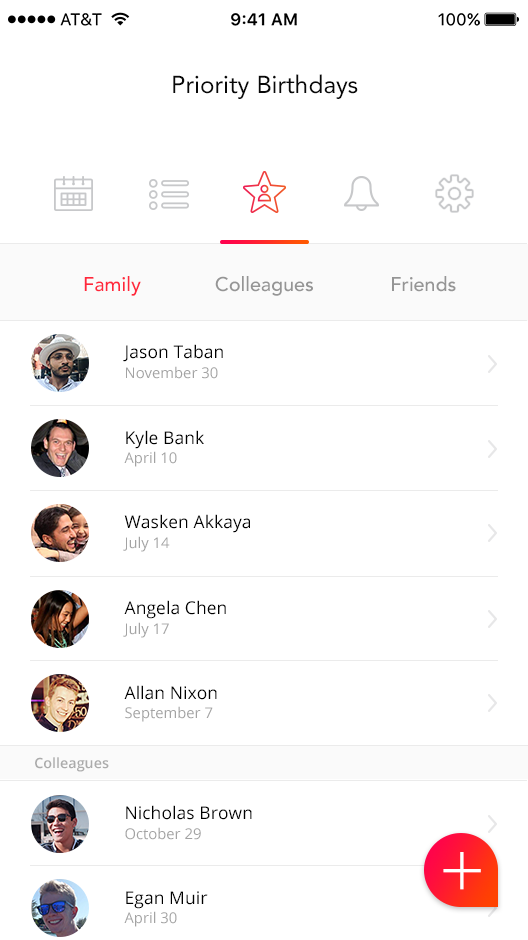 AT&T 9:41 AM 100%
Priority Birthdays
Family Colleagues Friends
Jason Taban
November 30
Kyle Bank
April 10
Wasken Akkaya
July 14
Angela Chen
July 17
Allan Nixon
September 7
Colleagues
Nicholas Brown
October 29
Egan Muir
April 30